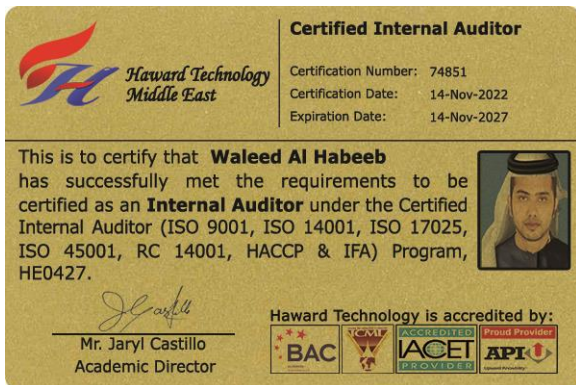 Haward Technology
Middle East
Certified Internal Auditor
Certification Number: 74851
Certification Date: 14-Nov-2022
Expiration Date: 14-Nov-2027
This is to certify that Waleed Al Habeeb
has successfully met the requirements to be
certified as an Internal Auditor under the Certified
Internal Auditor (ISO 9001, ISO 14001, ISO 17025,
ISO 45001, RC 14001, HACCP & IFA) Program,
HE0427.
Mr. Jaryl Castillo
Academic Director
Haward Technology is accredited by:
BAC
ACCREDITED
IACET
PROVIDER
Proud Provider
API U